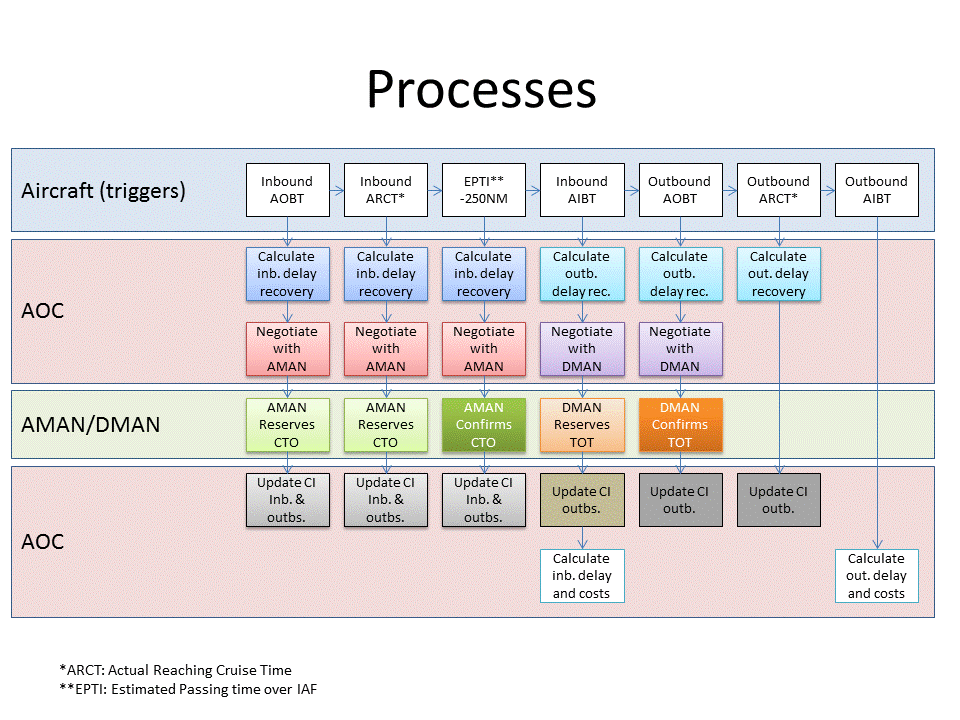 Processes
Aircraft (triggers)
Inbound
AOBT
Inbound
ARCT*
EPTI**
-250NM
Inbound
AIBT
Outbound
AOBT
Outbound
ARCT*
Outbound
AIBT
AOC
Calculate
inb. delay
recovery
Calculate
inb. delay
recovery
Calculate
inb. delay
recovery
Calculate
outb.
delay rec.
Calculate
outb.
delay rec.
Calculate
out. delay
recovery
Negotiate
with
AMAN
Negotiate
with
AMAN
Negotiate
with
AMAN
Negotiate
with
DMAN
Negotiate
with
DMAN
AMAN/DMAN
AMAN
Reserves
CTO
AMAN
Reserves
CTO
AMAN
Confirms
CTO
DMAN
Reserves
TOT
DMAN
Confirms
TOT
AOC
Update CI
Inb. &
outbs.
Update CI
Inb. &
outbs.
Update CI
Inb. &
outbs.
Update CI
outbs.
Update CI
outb.
Update CI
outb.
Calculate
inb. delay
and costs
Calculate
out. delay
and costs
*ARCT: Actual Reaching Cruise Time
**EPTI: Estimated Passing time over IAF